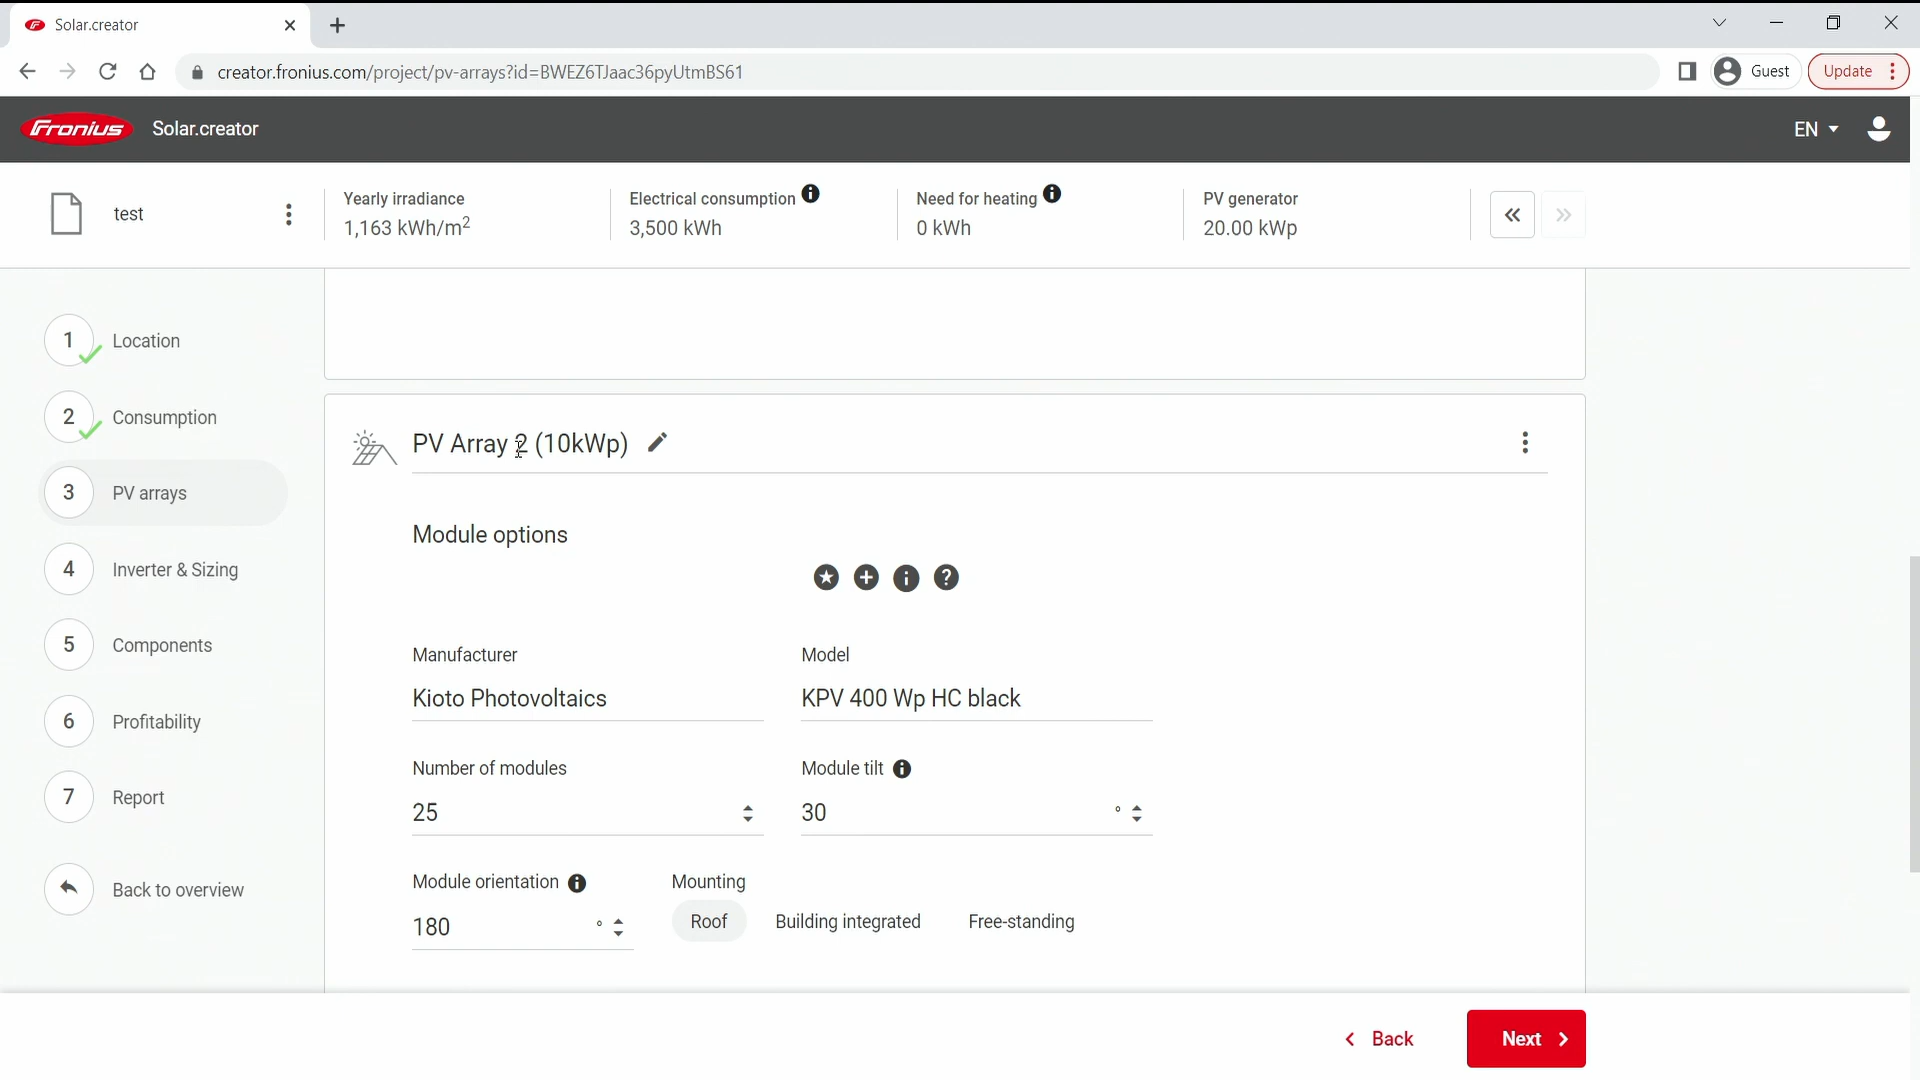 Solar.creator
creator.fronius.com/project/pv-arrays?id=BWEZ6TJaac36pyUtmBS61
Guest
Update
Fronius
Solar.creator
EN
test
Yearly irradiance
1,163 kWh/m²
Electrical consumption
3,500 kWh
Need for heating
0 kWh
PV generator
20.00 kWp
1 Location
2 Consumption
3 PV arrays
4 Inverter & Sizing
5 Components
6 Profitability
7 Report
Back to overview
PV Array 2 (10kWp)
Module options
Manufacturer
Kioto Photovoltaics
Model
KPV 400 Wp HC black
Number of modules
25
Module tilt
30 °
Module orientation
180 °
Mounting
Roof
Building integrated
Free-standing
Back
Next